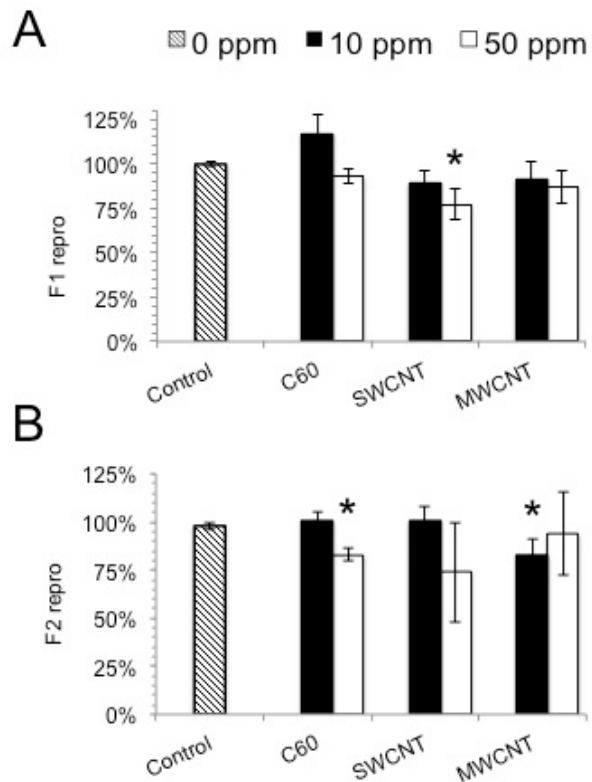 A
0 ppm 10 ppm 50 ppm
125%
100%
75%
50%
25%
0%
F1 repro
*
Control C60 SWCNT MWCNT
B
125%
100%
75%
50%
25%
0%
F2 repro
* *
Control C60 SWCNT MWCNT